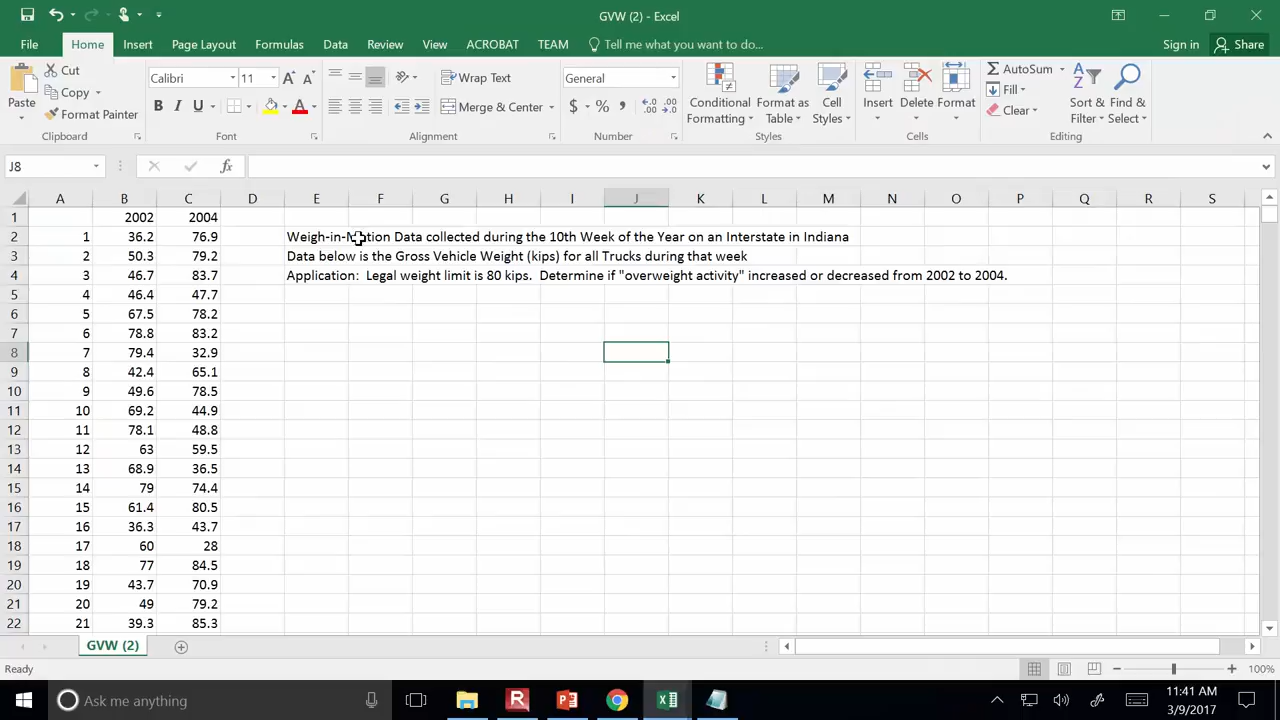 GVW (2) - Excel
File Home Insert Page Layout Formulas Data Review View ACROBAT TEAM Tell me what you want to do... Sign in Share
Paste Cut Copy Format Painter Clipboard
Calibri 11 A A B I U A Font
Wrap Text Merge & Center Alignment
General $ % , Number
Conditional Formatting Format as Table Cell Styles Styles
Insert Delete Format Cells
AutoSum Fill Clear Sort & Filter Find & Select Editing
J8 fx
A B C D E F G H I J K L M N O P Q R S
1 2002 2004
2 1 36.2 76.9 Weigh-in-Motion Data collected during the 10th Week of the Year on an Interstate in Indiana
3 2 50.3 79.2 Data below is the Gross Vehicle Weight (kips) for all Trucks during that week
4 3 46.7 83.7 Application: Legal weight limit is 80 kips. Determine if "overweight activity" increased or decreased from 2002 to 2004.
5 4 46.4 47.7
6 5 67.5 78.2
7 6 78.8 83.2
8 7 79.4 32.9
9 8 42.4 65.1
10 9 49.6 78.5
11 10 69.2 44.9
12 11 78.1 48.8
13 12 63 59.5
14 13 68.9 36.5
15 14 79 74.4
16 15 61.4 80.5
17 16 36.3 43.7
18 17 60 28
19 18 77 84.5
20 19 43.7 70.9
21 20 49 79.2
22 21 39.3 85.3
GVW (2)
Ready 100%
Ask me anything 11:41 AM
3/9/2017